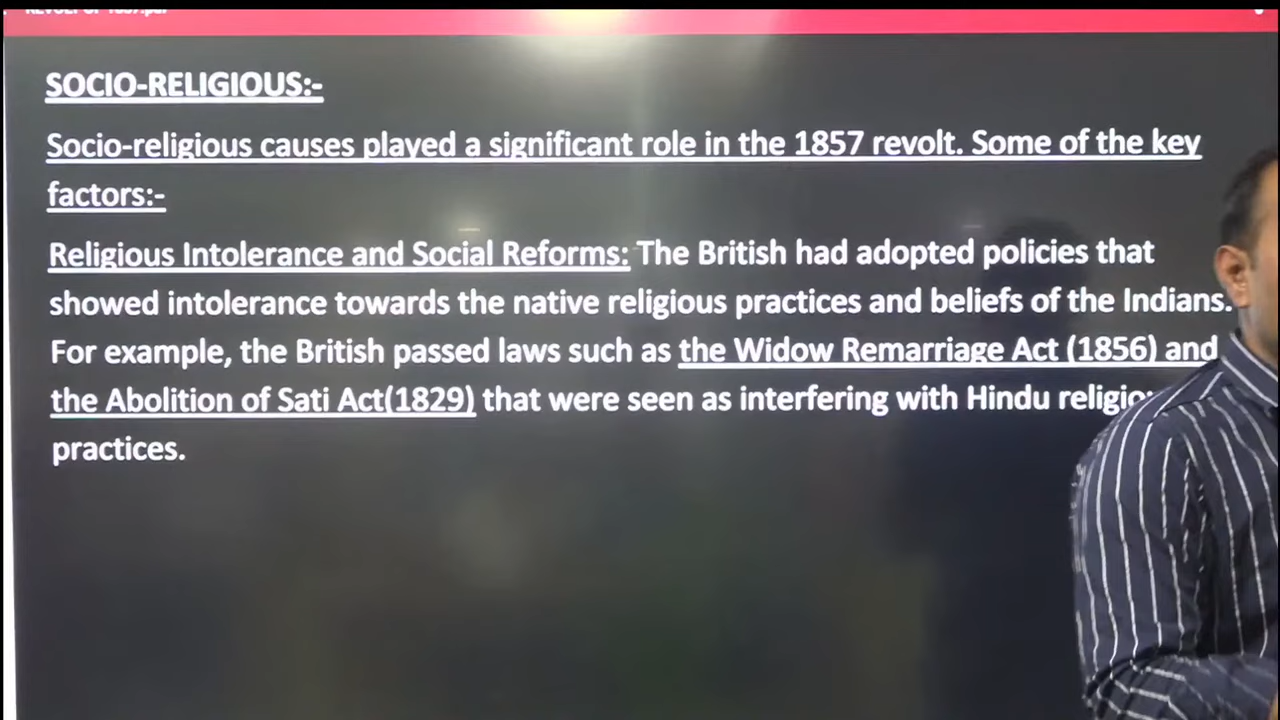 SOCIO-RELIGIOUS:-
Socio-religious causes played a significant role in the 1857 revolt. Some of the key
factors:-
Religious Intolerance and Social Reforms: The British had adopted policies that
showed intolerance towards the native religious practices and beliefs of the Indians.
For example, the British passed laws such as the Widow Remarriage Act (1856) and
the Abolition of Sati Act(1829) that were seen as interfering with Hindu
practices.